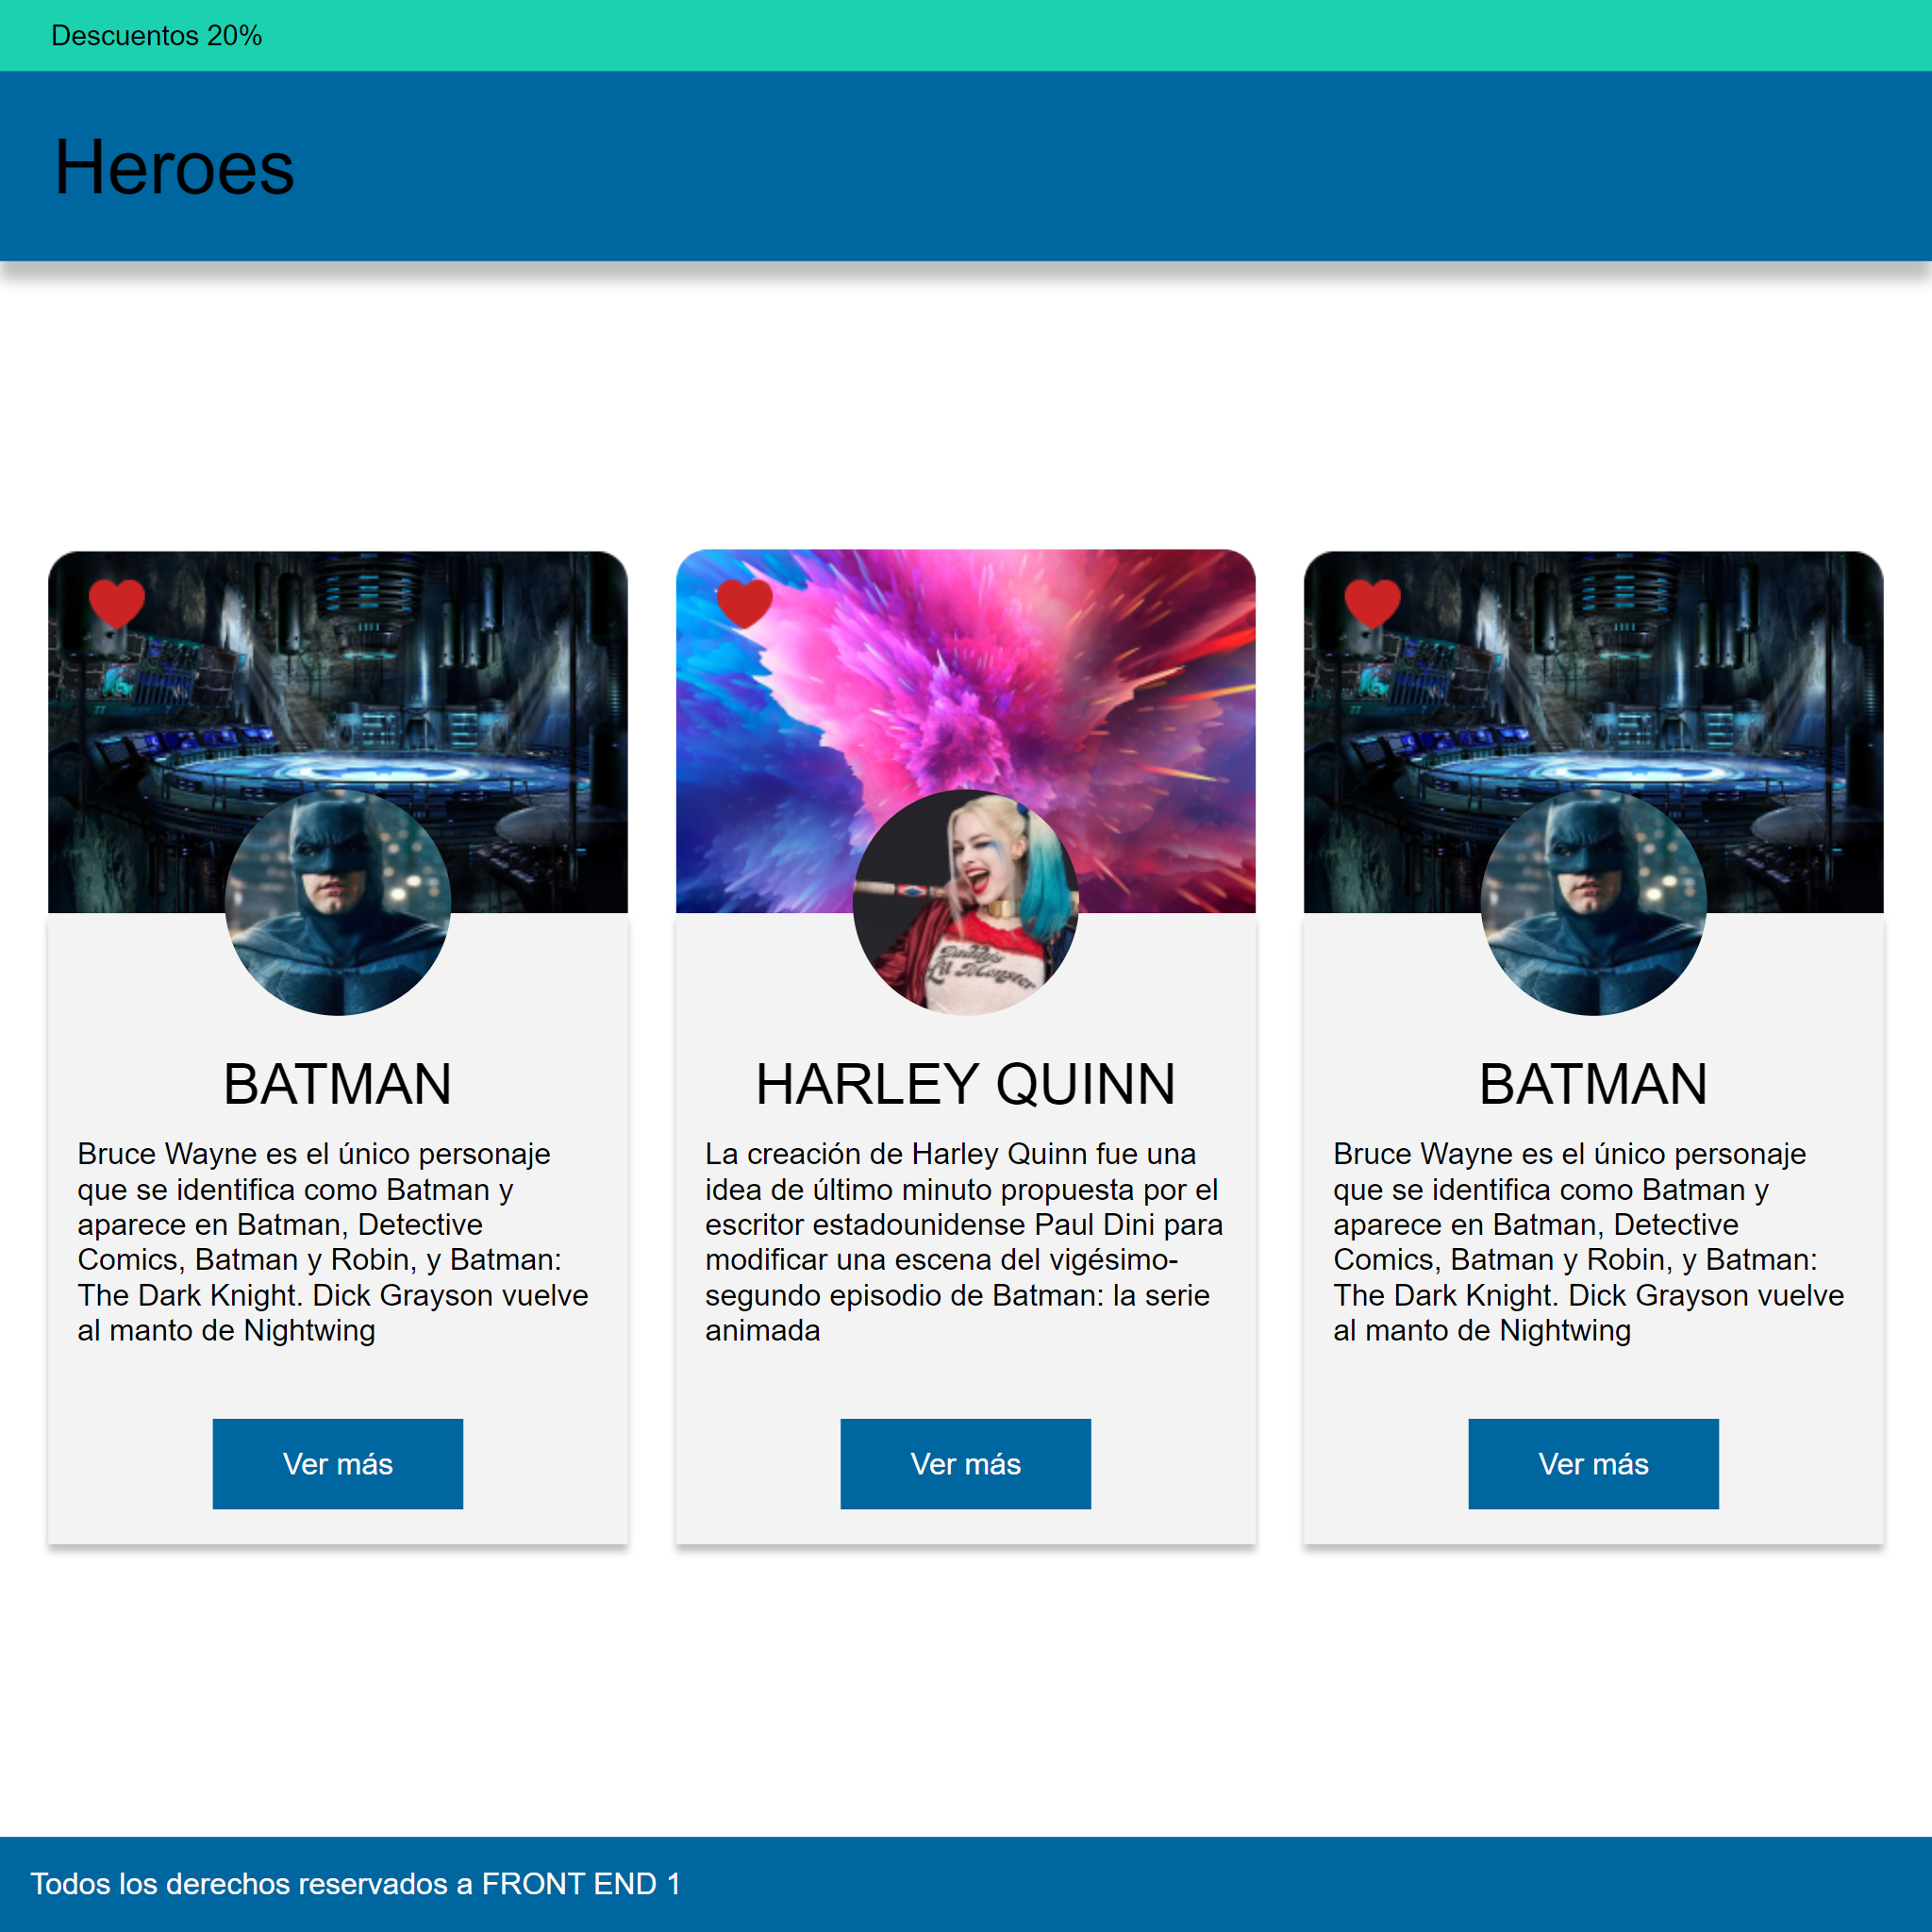 Descuentos 20%
Heroes
Daddy's
Lil Monster
BATMAN
Bruce Wayne es el único personaje
que se identifica como Batman y
aparece en Batman, Detective
Comics, Batman y Robin, y Batman:
The Dark Knight. Dick Grayson vuelve
al manto de Nightwing
Ver más
HARLEY QUINN
La creación de Harley Quinn fue una
idea de último minuto propuesta por el
escritor estadounidense Paul Dini para
modificar una escena del vigésimo-
segundo episodio de Batman: la serie
animada
Ver más
BATMAN
Bruce Wayne es el único personaje
que se identifica como Batman y
aparece en Batman, Detective
Comics, Batman y Robin, y Batman:
The Dark Knight. Dick Grayson vuelve
al manto de Nightwing
Ver más
Todos los derechos reservados a FRONT END 1